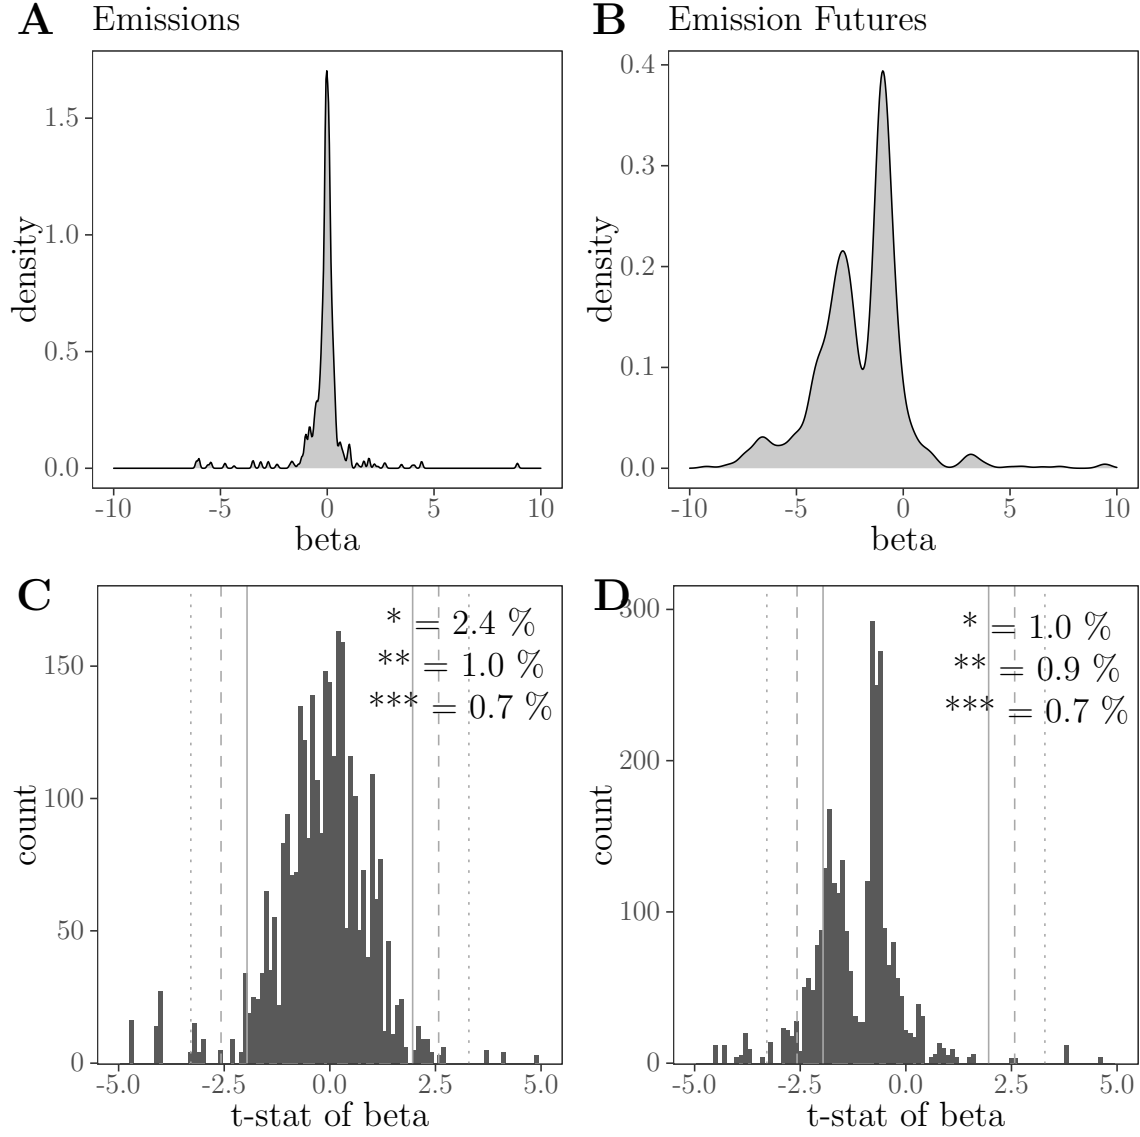 A Emissions
B Emission Futures
density
1.5
1.0
0.5
0.0
-10 -5 0 5 10
beta
density
0.4
0.3
0.2
0.1
0.0
-10 -5 0 5 10
beta
C
* = 2.4 %
** = 1.0 %
*** = 0.7 %
count
150
100
50
0
-5.0 -2.5 0.0 2.5 5.0
t-stat of beta
D
* = 1.0 %
** = 0.9 %
*** = 0.7 %
count
300
200
100
0
-5.0 -2.5 0.0 2.5 5.0
t-stat of beta